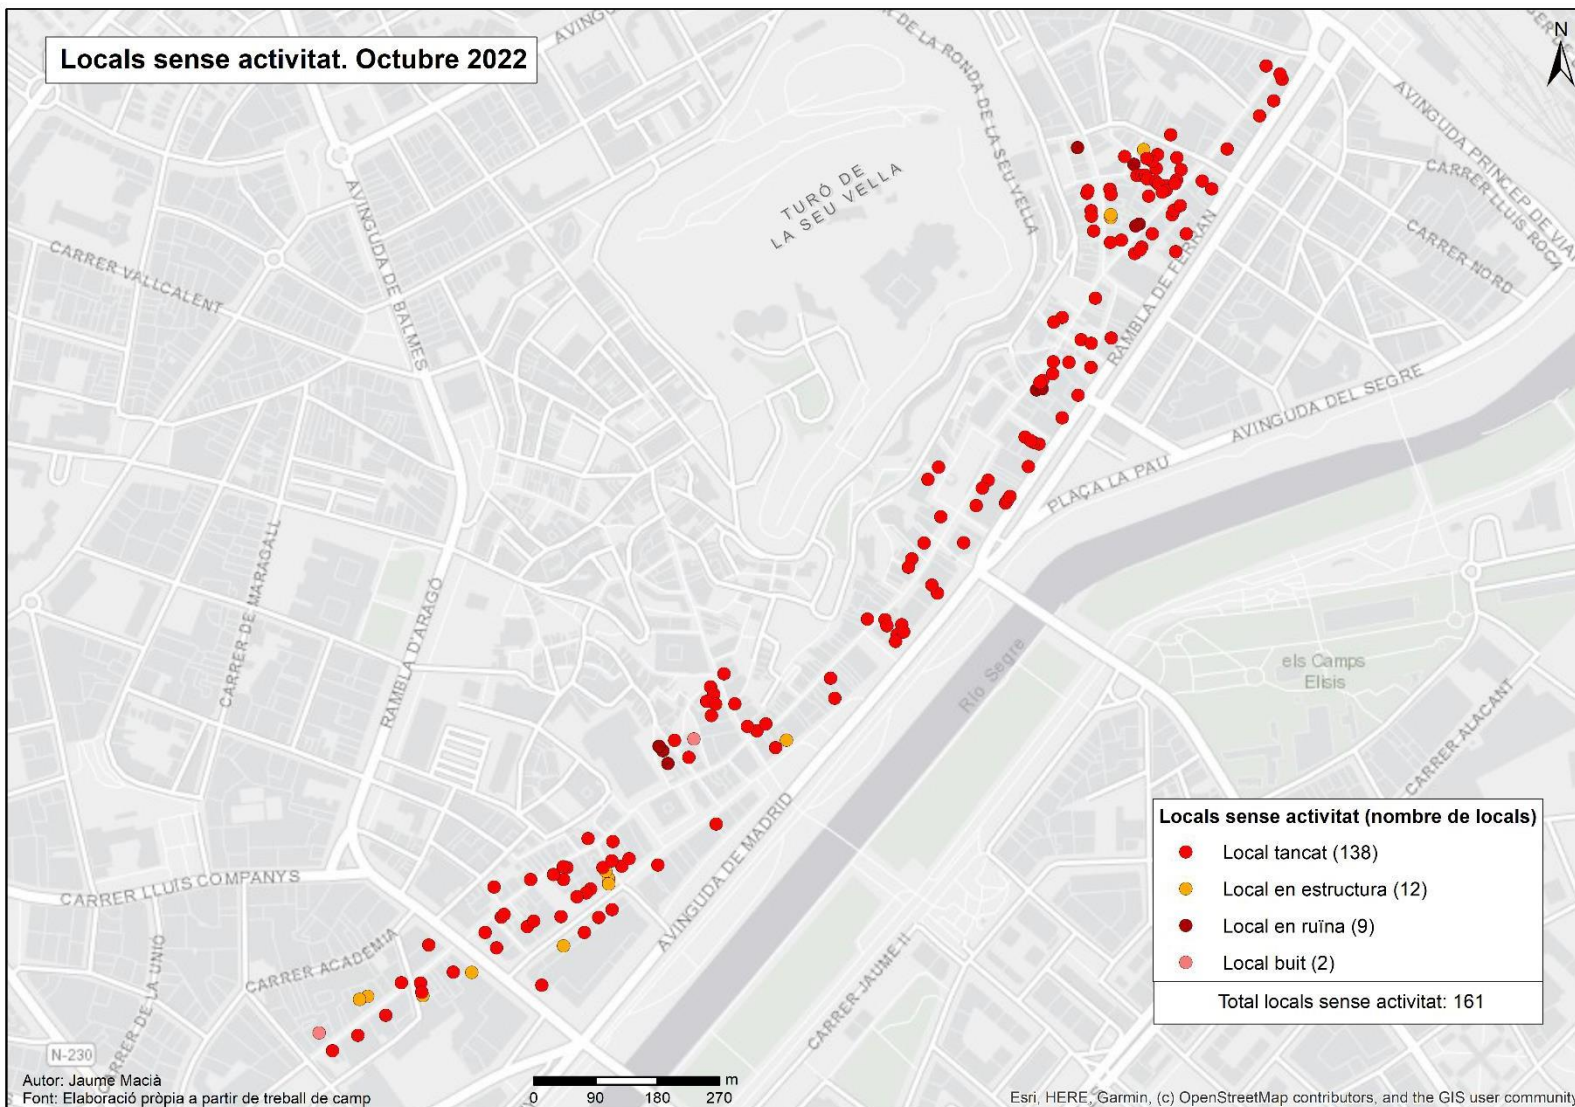 Locals sense activitat. Octubre 2022
N
AVINGUDA
DE LA RONDA DE LA SEU VELLA
AVINGUDA PRINCEP DE VIA
CARRER LLUIS ROCA
CARRER NORD
TURÓ DE
LA SEU VELLA
AVINGUDA DE BALMES
CARRER VALLCALENT
RAMBLA DE FERRAN
AVINGUDA DEL SEGRE
PLAÇA LA PAU
CARRER DE MARAGALL
RAMBLA D'ARAGÓ
Río Segre
els Camps
Elisis
CARRER ALACANT
AVINGUDA DE MADRID
CARRER LLUIS COMPANYS
CARRER ACADEMIA
CARRER DE LA UNIÓ
CARRER JAUME II
N-230
Locals sense activitat (nombre de locals)
Local tancat (138)
Local en estructura (12)
Local en ruïna (9)
Local buit (2)
Total locals sense activitat: 161
Autor: Jaume Macià
Font: Elaboració pròpia a partir de treball de camp
m
0 90 180 270
Esri, HERE, Garmin, (c) OpenStreetMap contributors, and the GIS user community